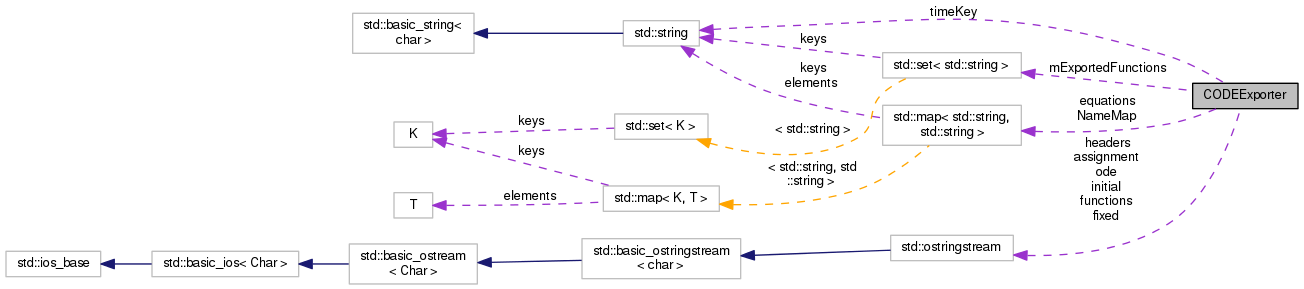 timeKey
std::basic_string<
char >
std::string
keys
std::set< std::string >
mExportedFunctions
CODEExporter
keys
elements
equations
NameMap
std::map< std::string,
std::string >
K
keys
std::set< K >
< std::string >
keys
headers
assignment
ode
initial
functions
fixed
< std::string, std
::string >
T
elements
std::map< K, T >
std::ios_base
std::basic_ios< Char >
std::basic_ostream
< Char >
std::basic_ostringstream
< char >
std::ostringstream